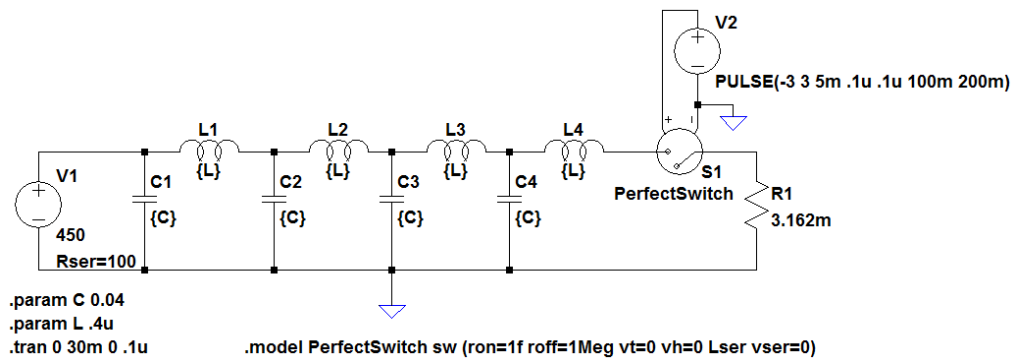 V2
PULSE(-3 3 5m .1u .1u 100m 200m)
L1
L2
L3
L4
{L}
{L}
{L}
{L}
S1
PerfectSwitch
V1
450
Rser=100
C1
{C}
C2
{C}
C3
{C}
C4
{C}
R1
3.162m
.param C 0.04
.param L .4u
.tran 0 30m 0 .1u
.model PerfectSwitch sw (ron=1f roff=1Meg vt=0 vh=0 Lser vser=0)